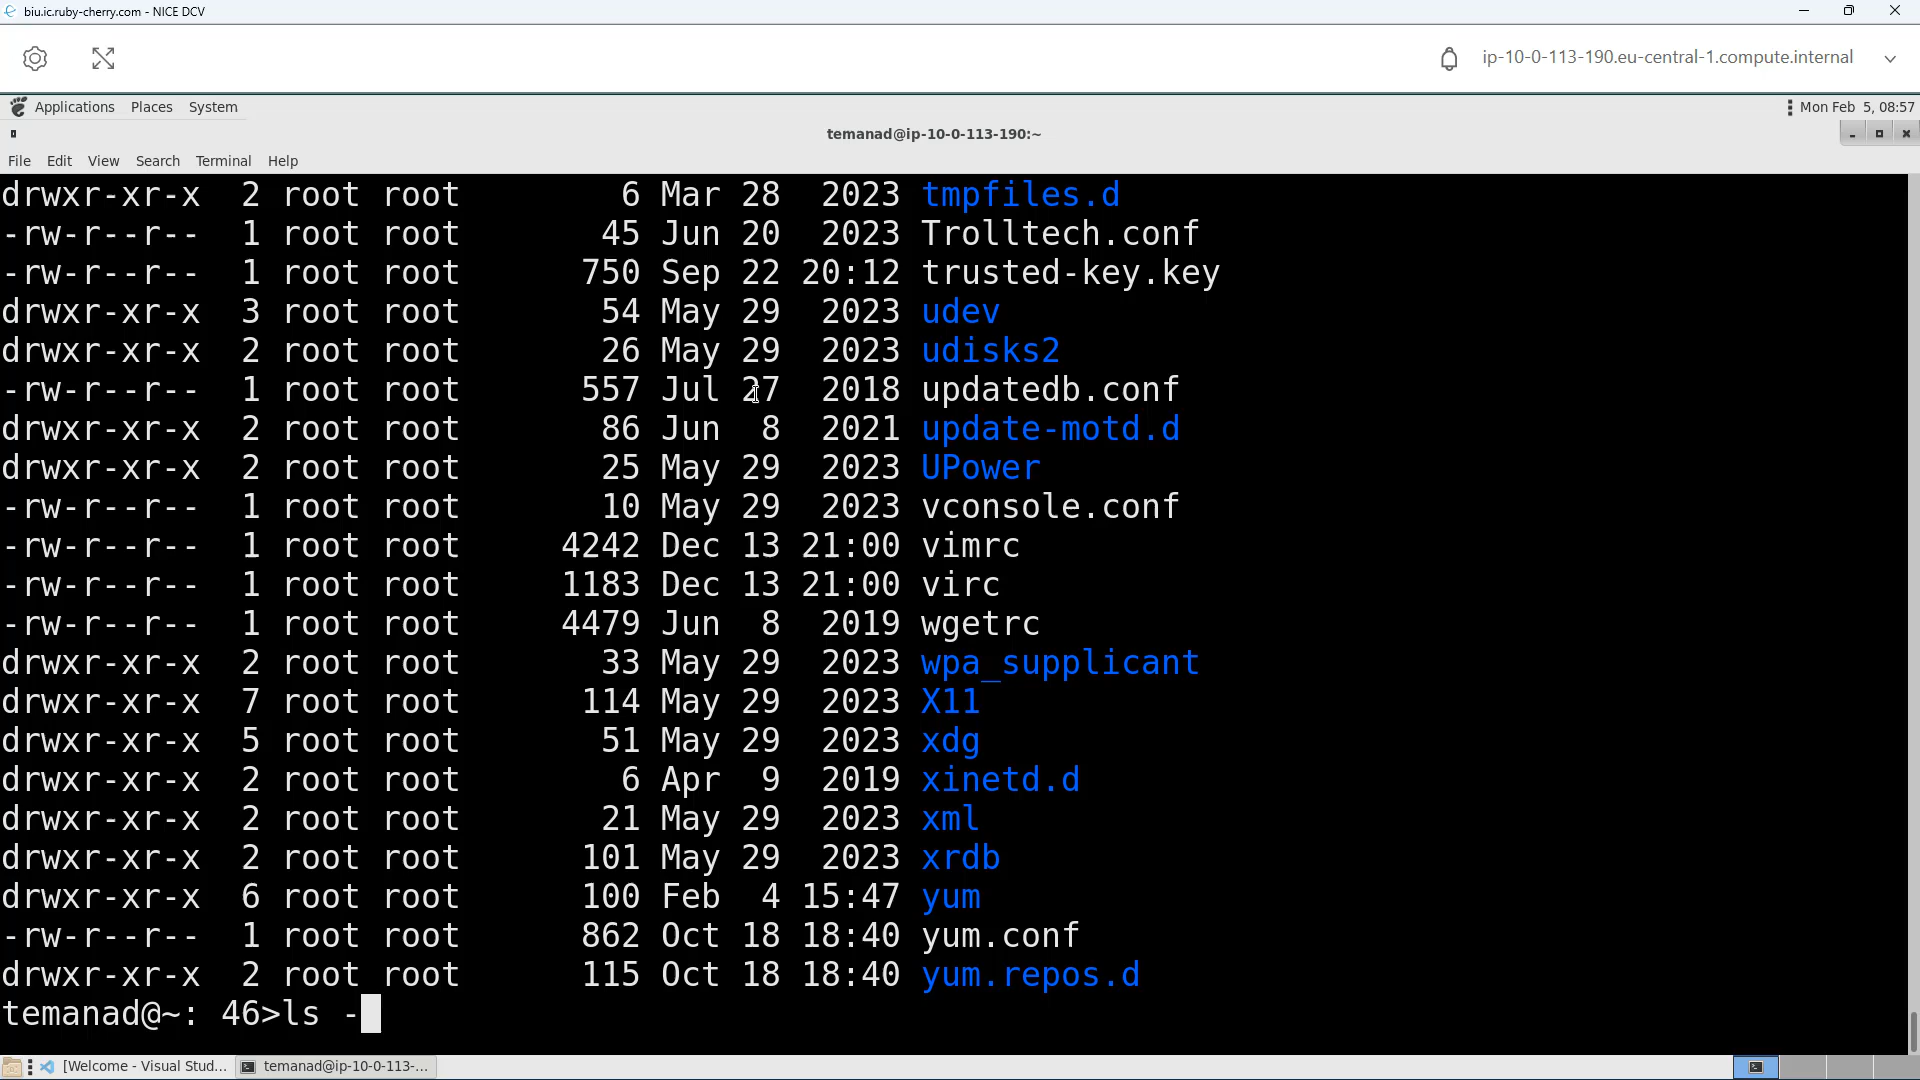 biu.ic.ruby-cherry.com - NICE DCV
ip-10-0-113-190.eu-central-1.compute.internal
Applications Places System Mon Feb 5, 08:57
temanad@ip-10-0-113-190:~
File Edit View Search Terminal Help
drwxr-xr-x 2 root root 6 Mar 28 2023 tmpfiles.d
-rw-r--r-- 1 root root 45 Jun 20 2023 Trolltech.conf
-rw-r--r-- 1 root root 750 Sep 22 20:12 trusted-key.key
drwxr-xr-x 3 root root 54 May 29 2023 udev
drwxr-xr-x 2 root root 26 May 29 2023 udisks2
-rw-r--r-- 1 root root 557 Jul 27 2018 updatedb.conf
drwxr-xr-x 2 root root 86 Jun 8 2021 update-motd.d
drwxr-xr-x 2 root root 25 May 29 2023 UPower
-rw-r--r-- 1 root root 10 May 29 2023 vconsole.conf
-rw-r--r-- 1 root root 4242 Dec 13 21:00 vimrc
-rw-r--r-- 1 root root 1183 Dec 13 21:00 virc
-rw-r--r-- 1 root root 4479 Jun 8 2019 wgetrc
drwxr-xr-x 2 root root 33 May 29 2023 wpa_supplicant
drwxr-xr-x 7 root root 114 May 29 2023 X11
drwxr-xr-x 5 root root 51 May 29 2023 xdg
drwxr-xr-x 2 root root 6 Apr 9 2019 xinetd.d
drwxr-xr-x 2 root root 21 May 29 2023 xml
drwxr-xr-x 2 root root 101 May 29 2023 xrdb
drwxr-xr-x 6 root root 100 Feb 4 15:47 yum
-rw-r--r-- 1 root root 862 Oct 18 18:40 yum.conf
drwxr-xr-x 2 root root 115 Oct 18 18:40 yum.repos.d
temanad@~: 46>ls -
[Welcome - Visual Stud... temanad@ip-10-0-113-...